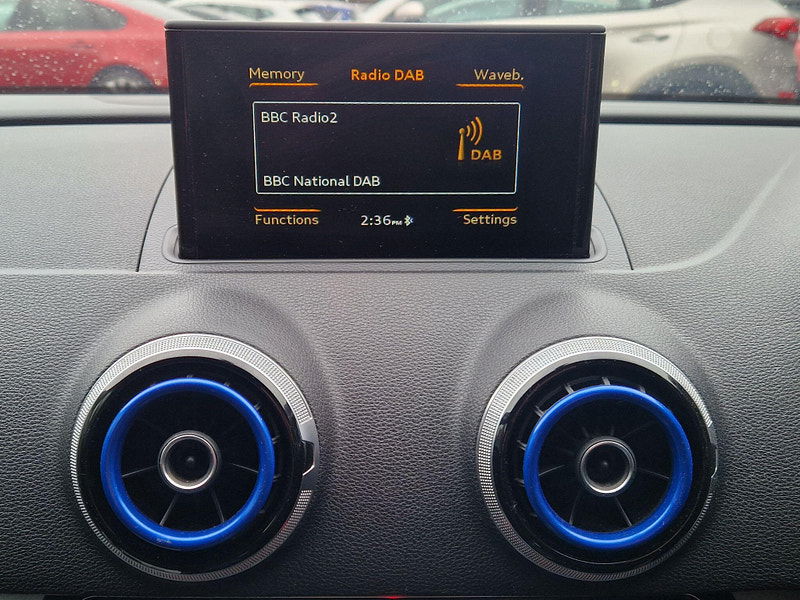 Memory Radio DAB Waveb.
BBC Radio2
DAB
BBC National DAB
Functions 2:36PM Settings